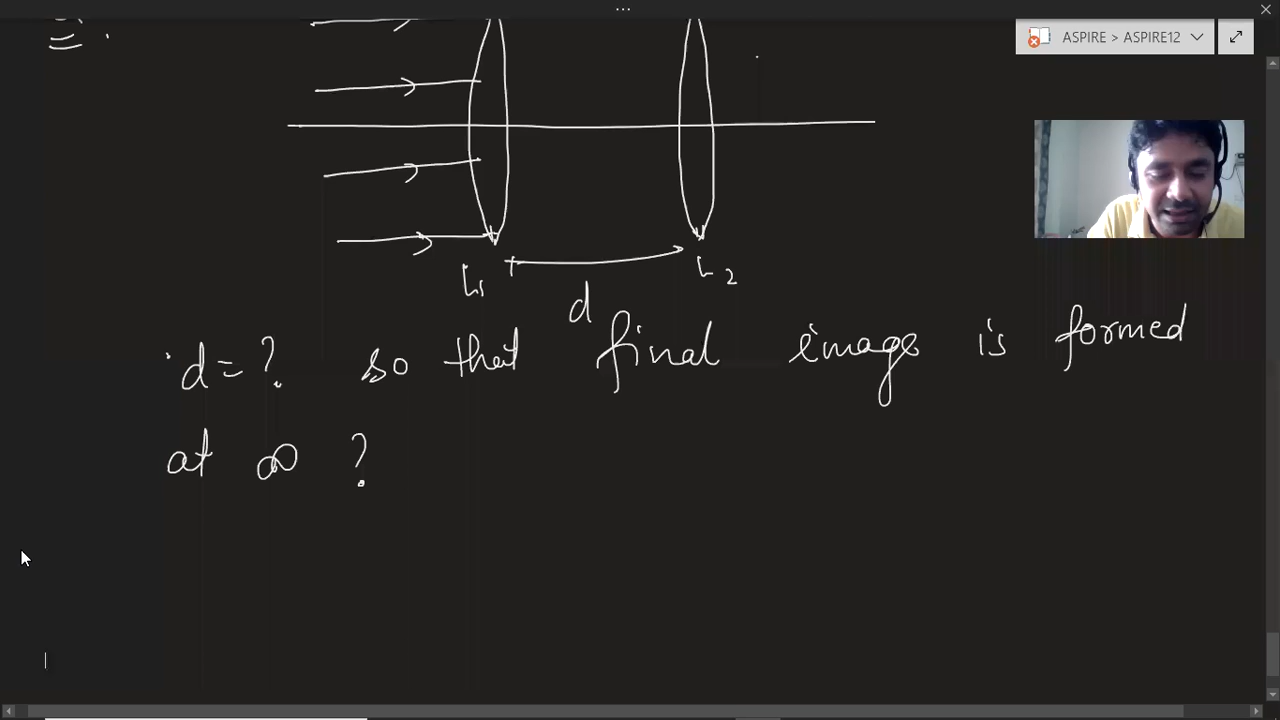 ASPIRE > ASPIRE12
L1
L2
d
d = ? so that final image is formed
at ∞ ?